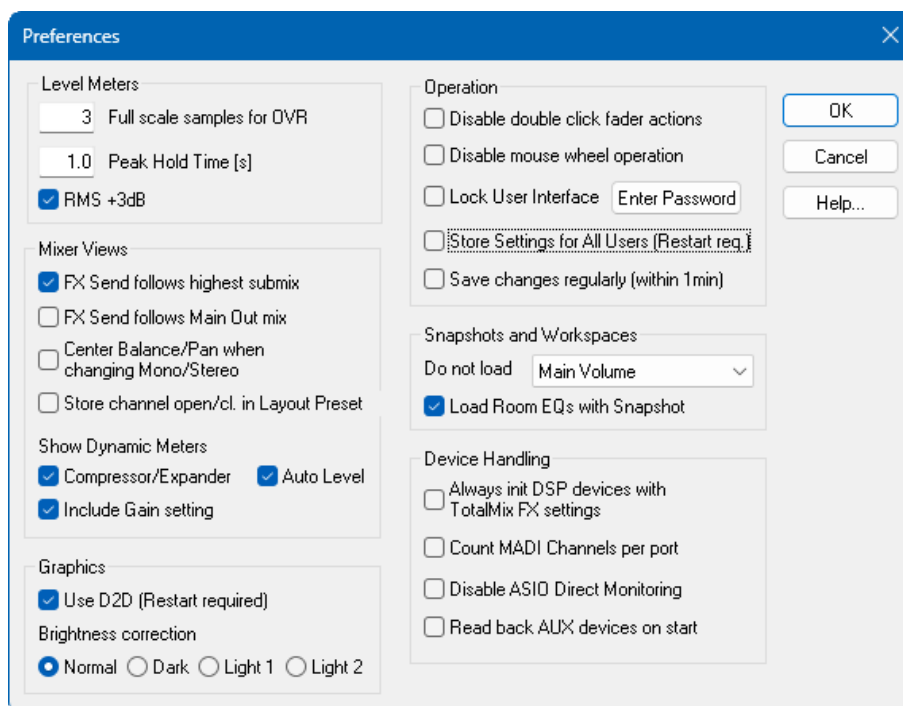 Preferences
Level Meters
3 Full scale samples for OVR
1.0 Peak Hold Time [s]
RMS +3dB
Mixer Views
FX Send follows highest submix
FX Send follows Main Out mix
Center Balance/Pan when
changing Mono/Stereo
Store channel open/cl. in Layout Preset
Show Dynamic Meters
Compressor/Expander Auto Level
Include Gain setting
Graphics
Use D2D (Restart required)
Brightness correction
Normal Dark Light 1 Light 2
Operation
Disable double click fader actions
Disable mouse wheel operation
Lock User Interface Enter Password
Store Settings for All Users (Restart req.)
Save changes regularly (within 1min)
Snapshots and Workspaces
Do not load Main Volume
Load Room EQs with Snapshot
Device Handling
Always init DSP devices with
TotalMix FX settings
Count MADI Channels per port
Disable ASIO Direct Monitoring
Read back AUX devices on start
OK
Cancel
Help...